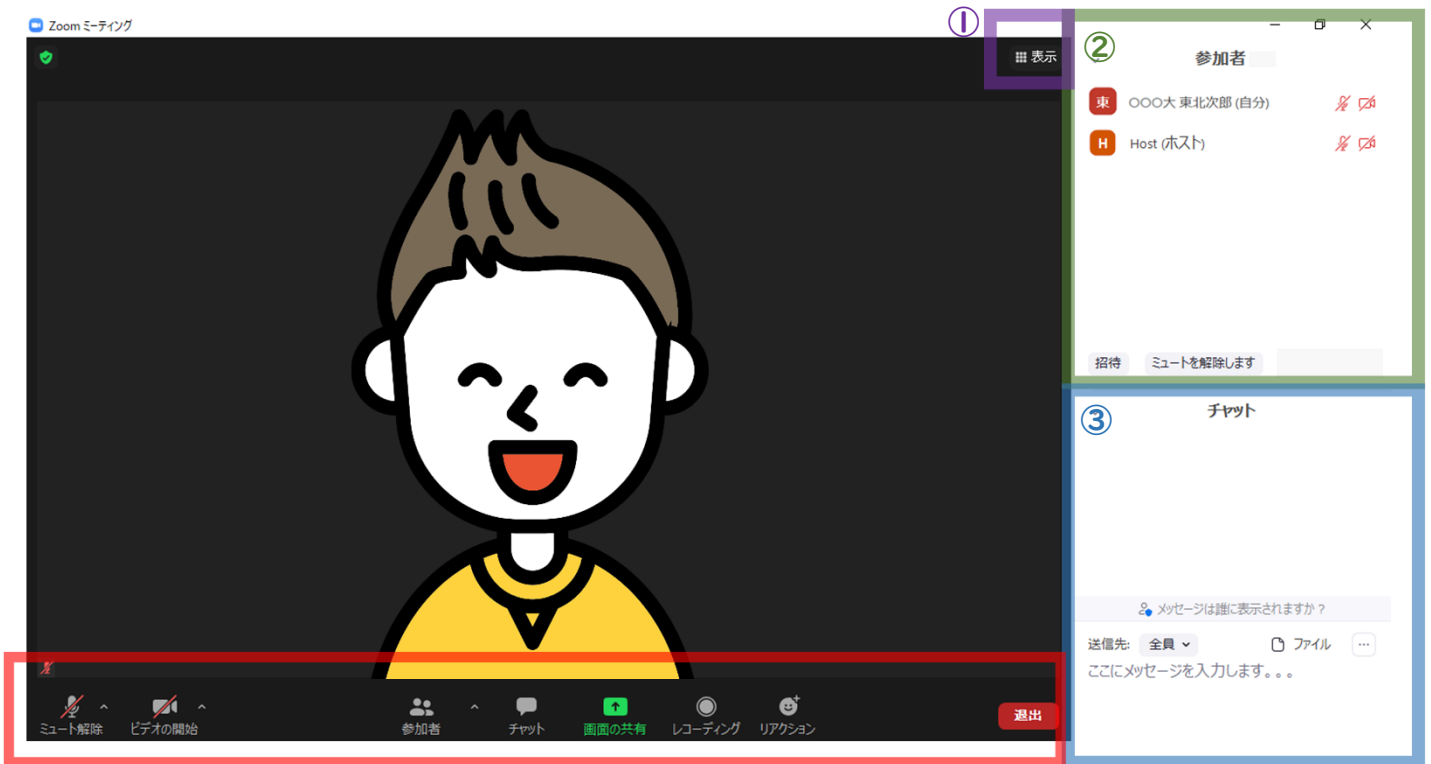 Zoom ミーティング
①
表示
②
参加者
東 〇〇〇大 東北次郎 (自分)
H Host (ホスト)
招待 ミュートを解除します
③
チャット
メッセージは誰に表示されますか？
送信先: 全員 ファイル ...
ここにメッセージを入力します。。。
ミュート解除 ビデオの開始 参加者 チャット 画面の共有 レコーディング リアクション 退出